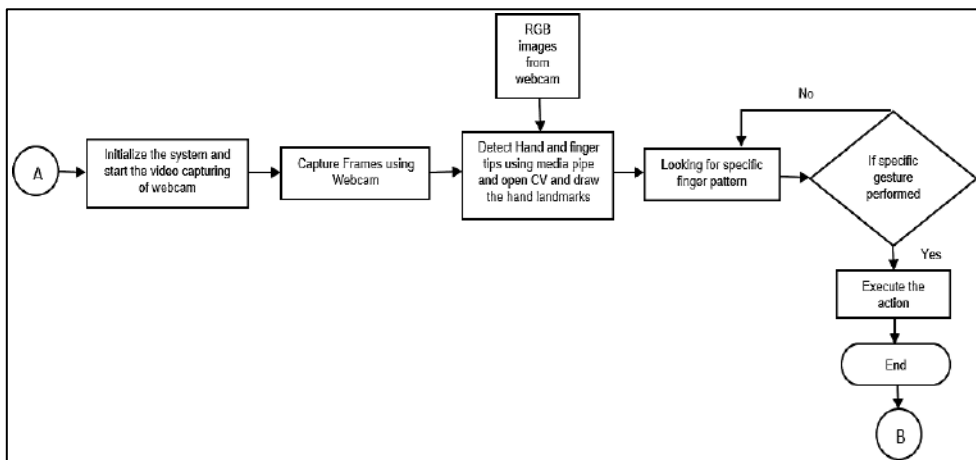 RGB
images
from
webcam
No
A
Initialize the system and
start the video capturing
of webcam
Capture Frames using
Webcam
Detect Hand and finger
tips using media pipe
and open CV and draw
the hand landmarks
Looking for specific
finger pattern
If specific
gesture
performed
Yes
Execute the
action
End
B